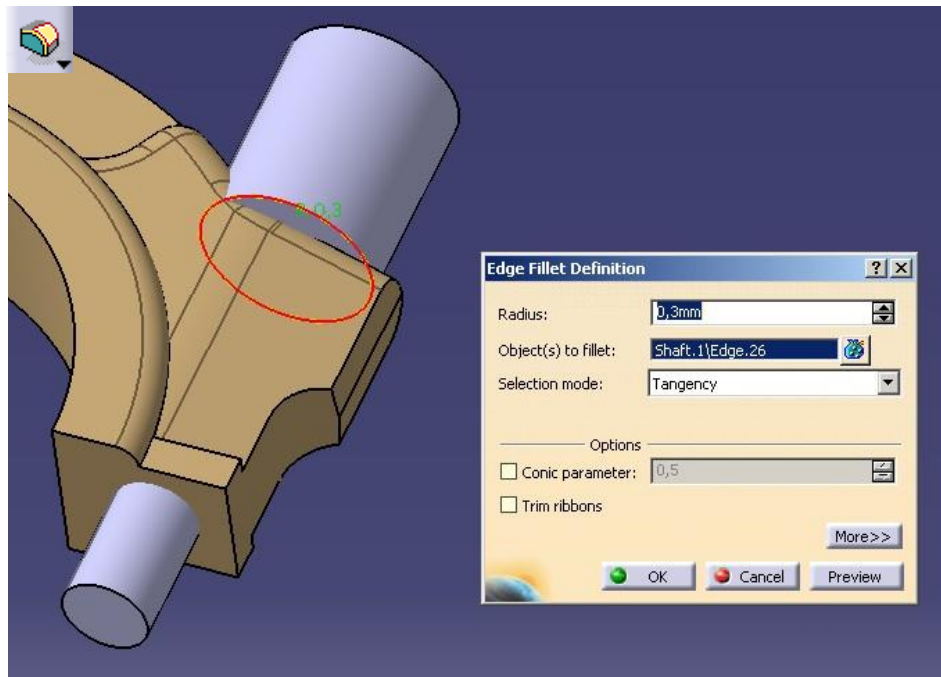 R 0,3
Edge Fillet Definition
Radius: 0,3mm
Object(s) to fillet: Shaft.1\Edge.26
Selection mode: Tangency
Options
Conic parameter: 0,5
Trim ribbons
More>>
OK Cancel Preview